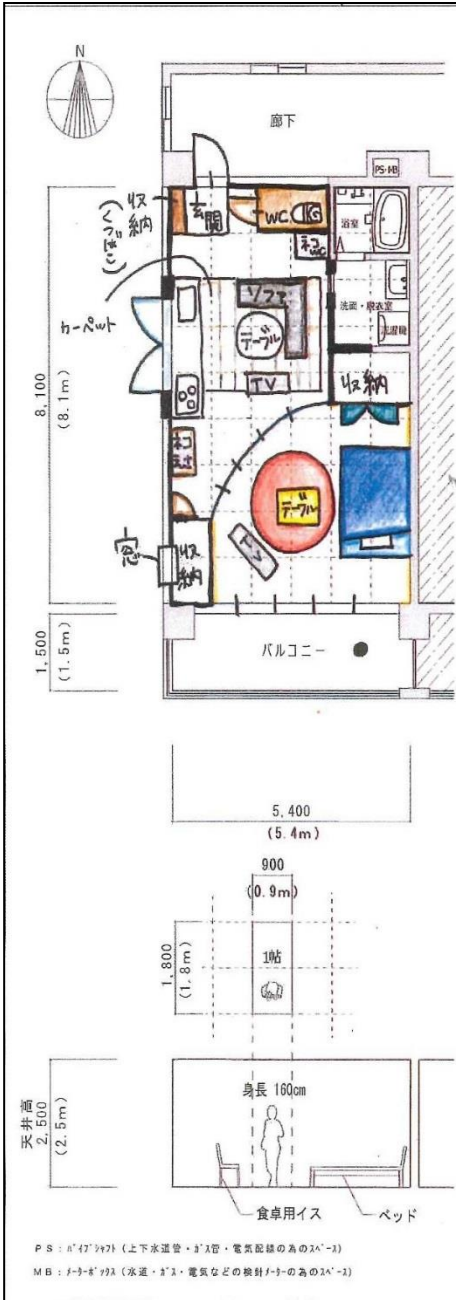 N
廊下
PS・MB
収納
(くつばこ)
玄関
WC
ネコ
WC
浴室
カーペット
ソファ
テーブル
洗面・脱衣室
洗濯機
TV
収納
8,100
(8.1m)
ネコ
えさ
テーブル
窓
収納
1,500
(1.5m)
バルコニー
5,400
(5.4m)
900
(0.9m)
1,800
(1.8m)
1帖
天井高
2,500
(2.5m)
身長 160cm
食卓用イス
ベッド
PS:パイプシャフト(上下水道管・ガス管・電気配線の為のスペース)
MB:メーターボックス(水道・ガス・電気などの検針メーターの為のスペース)